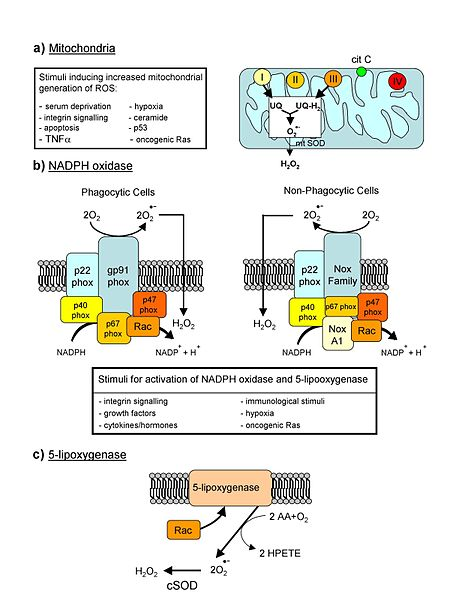 a) Mitochondria
Stimuli inducing increased mitochondrial
generation of ROS:
- serum deprivation - hypoxia
- integrin signalling - ceramide
- apoptosis - p53
- TNFα - oncogenic Ras
cit C
I II III IV
UQ UQ-H₂
O₂•−
mt SOD
H₂O₂
b) NADPH oxidase
Phagocytic Cells
2O₂ 2O₂•−
p22
phox
gp91
phox
p40
phox
p47
phox
p67
phox
Rac
H₂O₂
NADPH NADP⁺ + H⁺
Non-Phagocytic Cells
2O₂•− 2O₂
p22
phox
Nox
Family
p40
phox
p67 phox
p47
phox
Nox
A1
Rac
H₂O₂
NADPH NADP⁺ + H⁺
Stimuli for activation of NADPH oxidase and 5-lipooxygenase
- integrin signalling - immunological stimuli
- growth factors - hypoxia
- cytokines/hormones - oncogenic Ras
c) 5-lipoxygenase
5-lipoxygenase
Rac
2 AA+O₂
2 HPETE
H₂O₂ 2O₂•−
cSOD